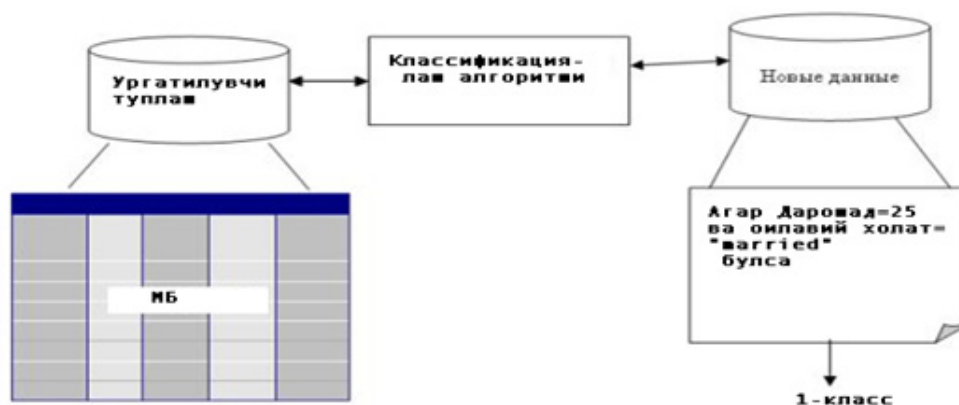 Ургатилувчи
туплам
Классификация-
лаш алгоритми
Новые данные
МБ
Агар Даромад=25
ва оилавий холат=
"married"
булса
1-класс